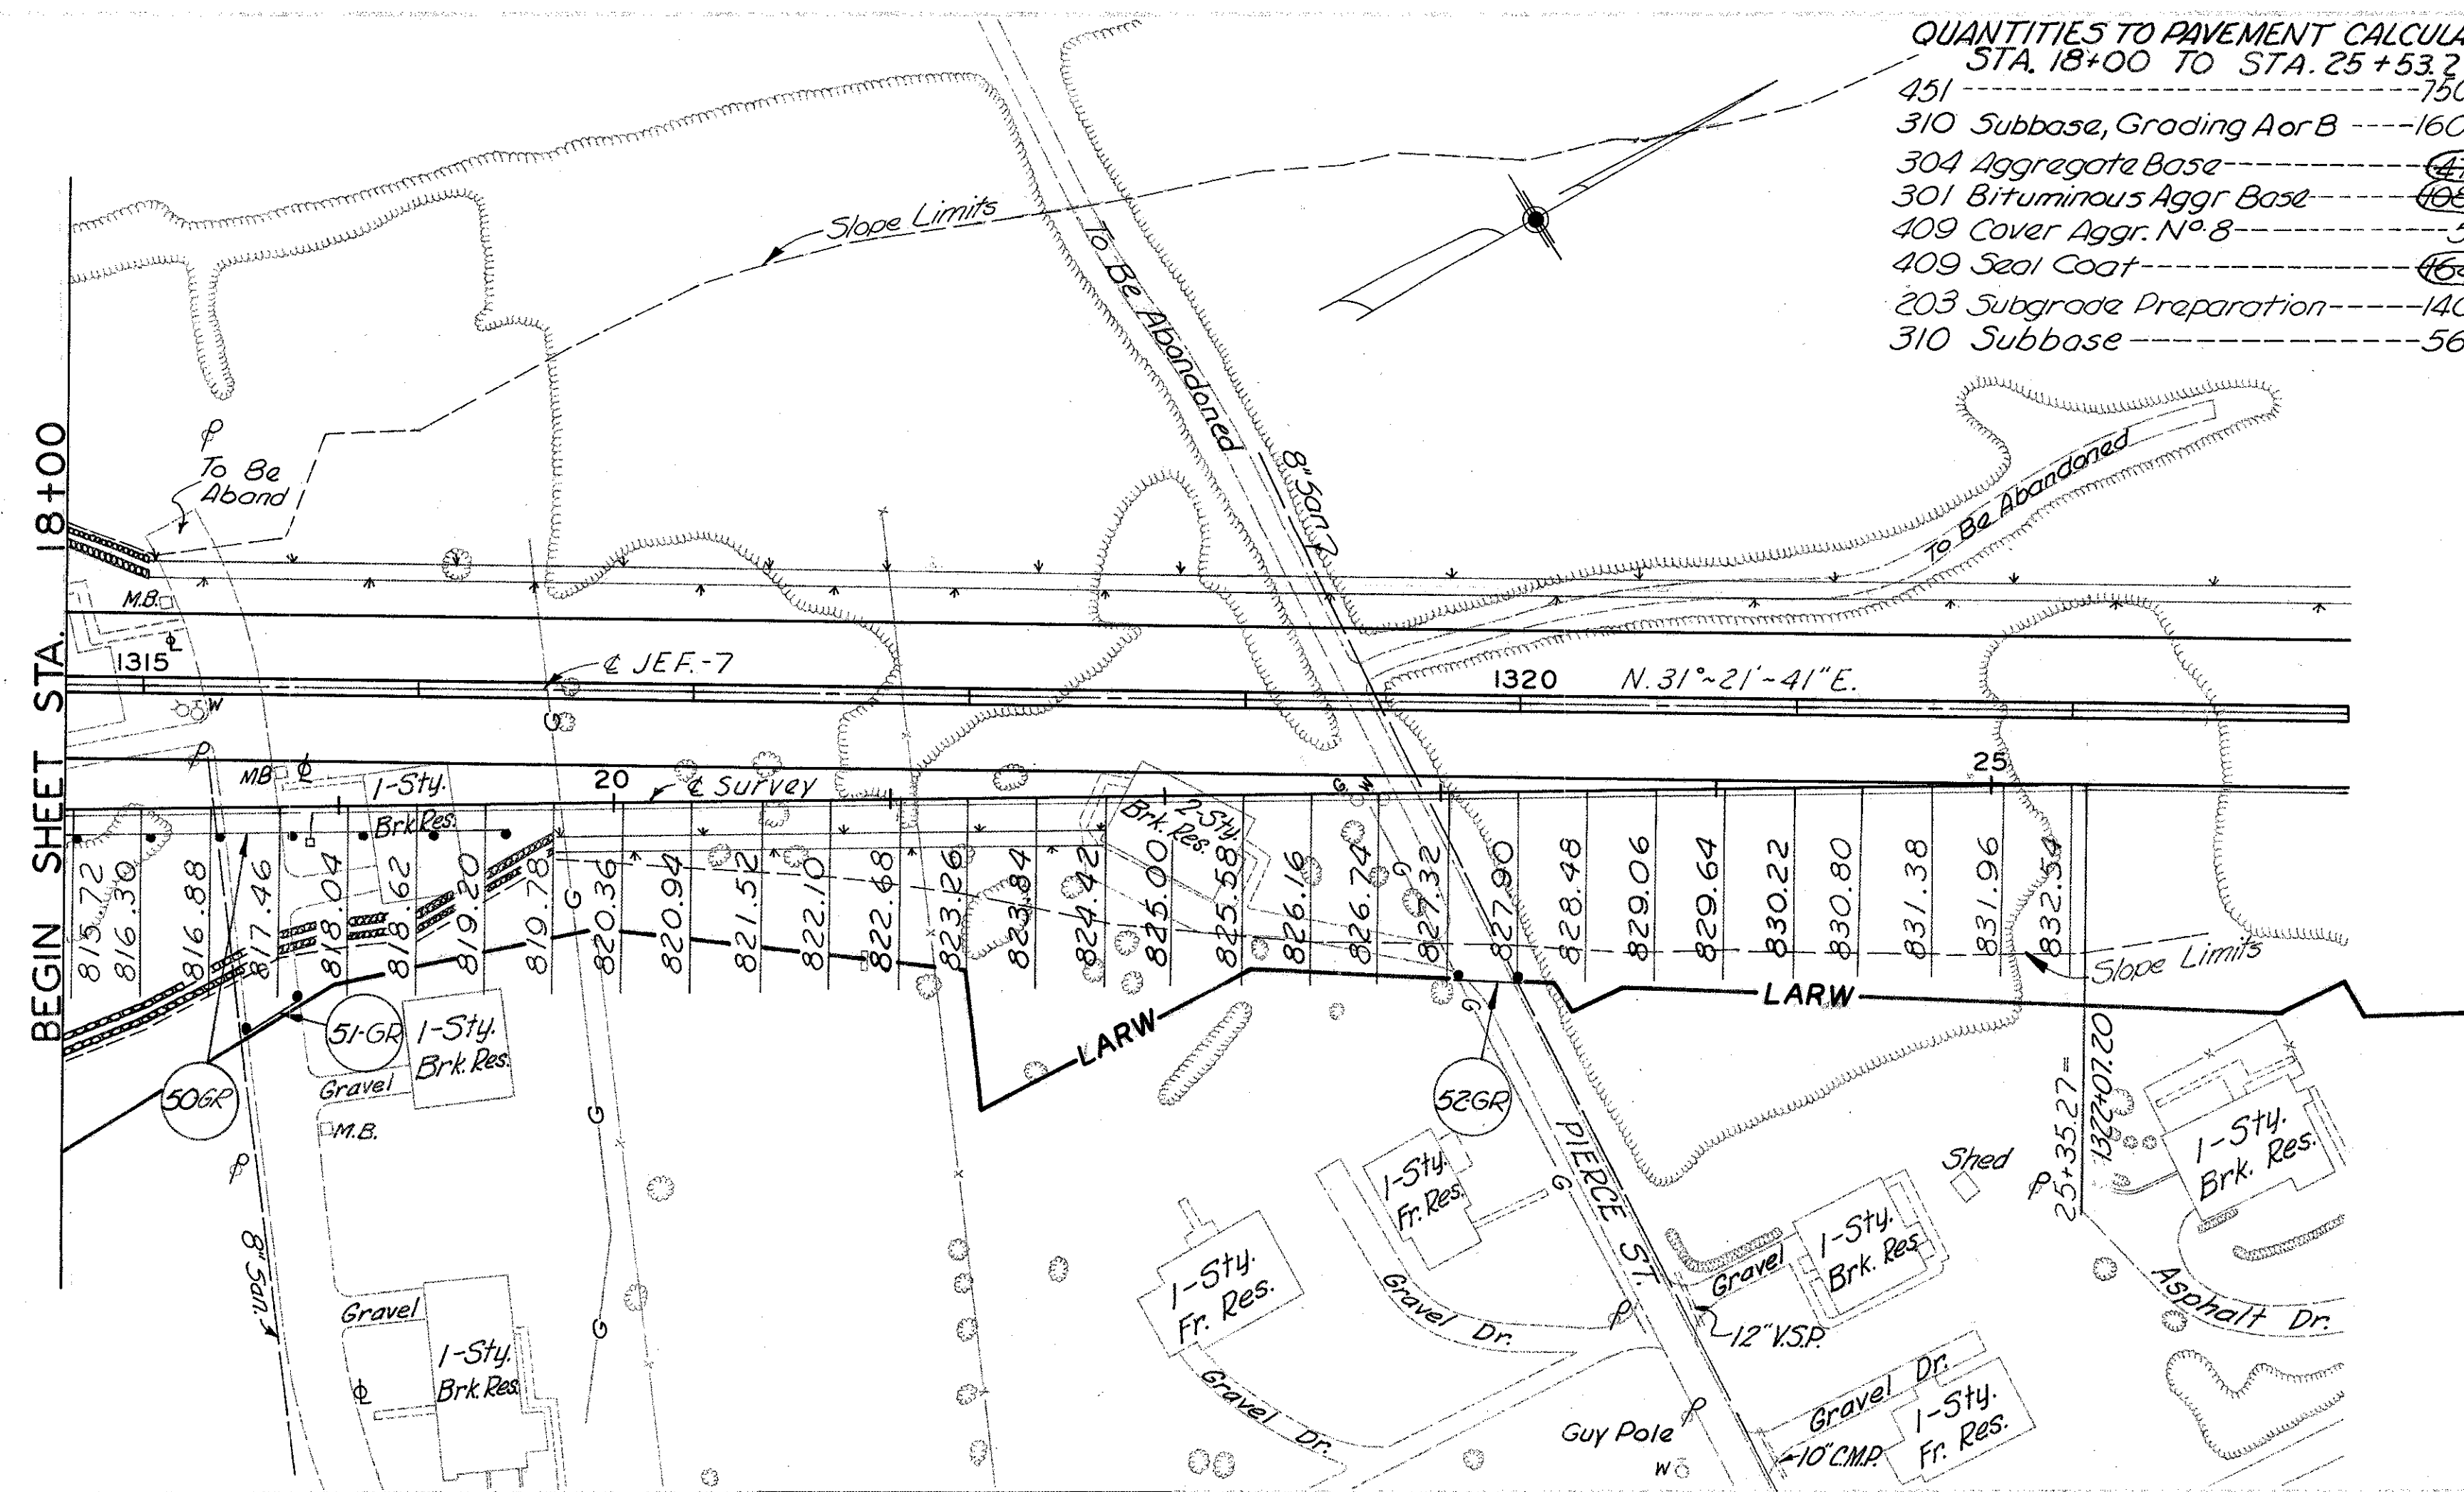 QUANTITIES TO PAVEMENT CALCULA
STA. 18+00 TO STA. 25+53.2
451 750
310 Subbase, Grading A or B ----160
304 Aggregate Base
301 Bituminous Aggr Base
409 Cover Aggr. Nº 8 5
409 Seal Coat
203 Subgrade Preparation-----140
310 Subbase 56
Slope Limits
To Be Abandoned
8" San.
To Be Abandoned
To Be
Aband
BEGIN SHEET STA. 18+00
M.B.
1315
℄ JEF.-7
1320
N. 31°~21'~41" E.
W
MB
1-Sty.
Brk Res.
20
℄ Survey
G
W
2-Sty.
Brk. Res.
25
815.72
816.30
816.88
817.46
818.04
818.62
819.20
819.78
820.36
820.94
821.52
822.10
822.68
823.26
823.84
824.42
825.00
825.58
826.16
826.74
827.32
827.90
828.48
829.06
829.64
830.22
830.80
831.38
831.96
832.54
G
G
G
G
Slope Limits
LARW
LARW
50GR
51-GR
52-GR
1-Sty.
Brk. Res.
Gravel
M.B.
G
G
8" San.
Gravel
1-Sty.
Brk. Res.
1-Sty.
Fr. Res.
Gravel Dr.
1-Sty.
Fr. Res.
Gravel Dr.
G
PIERCE ST.
Gravel
1-Sty.
Brk. Res.
12" V.S.P.
Shed
25+35.27=
1322+07.20
1-Sty.
Brk. Res.
Asphalt Dr.
Guy Pole
W
10" C.M.P.
Gravel Dr.
1-Sty.
Fr. Res.